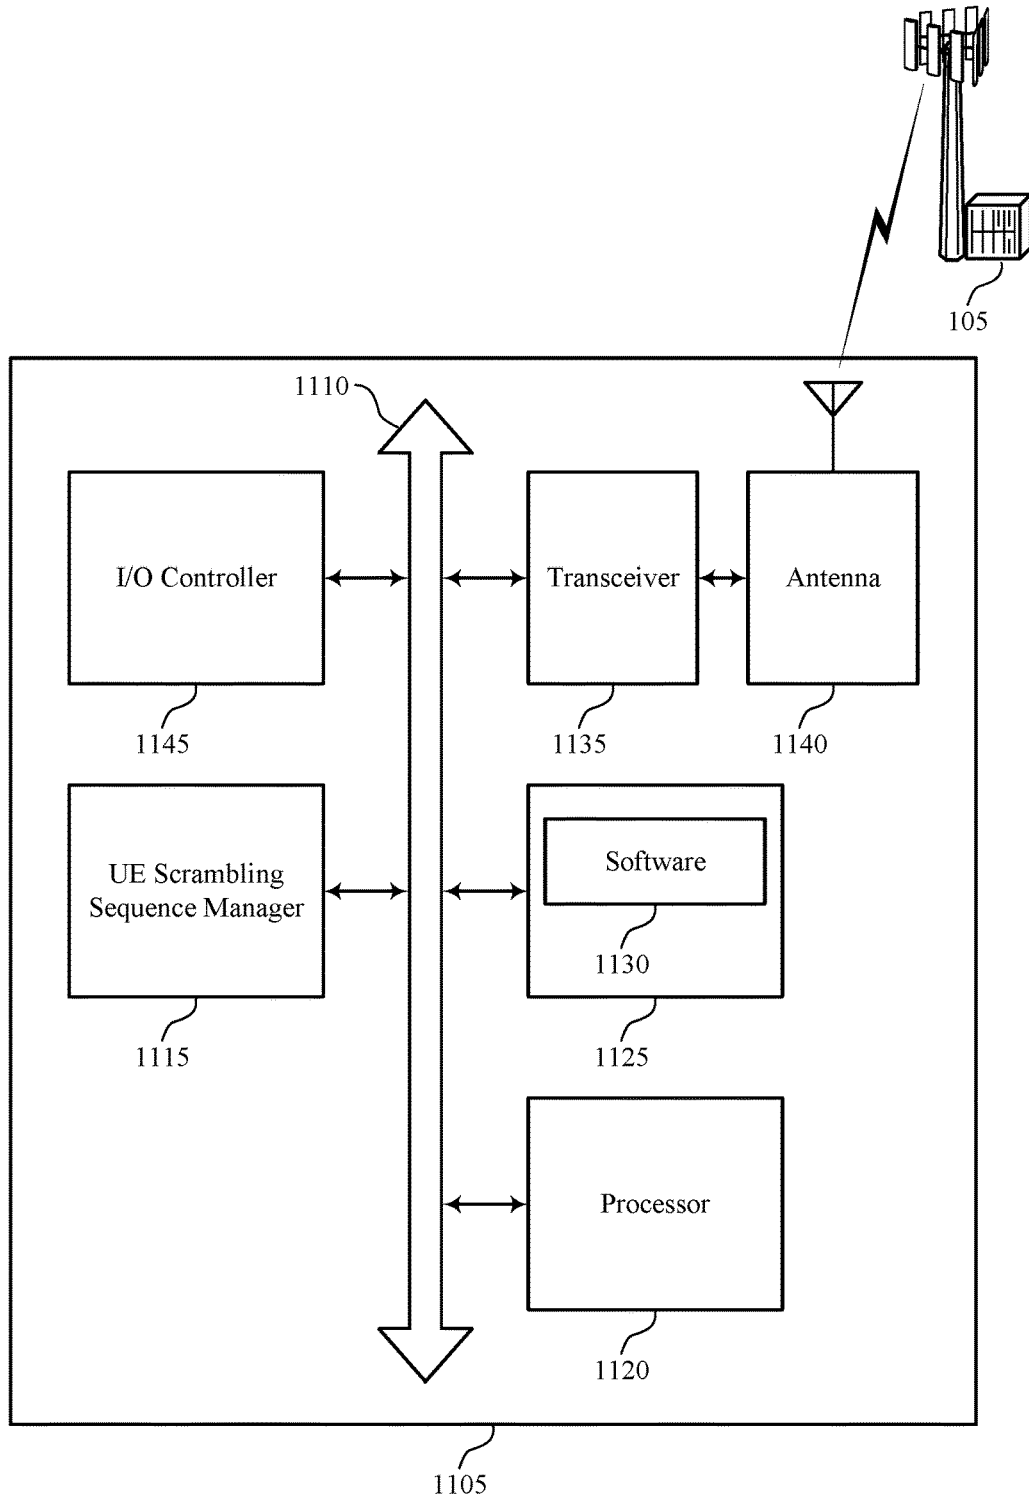 105
1110
I/O Controller
Transceiver
Antenna
1145
1135
1140
UE Scrambling
Sequence Manager
Software
1130
1115
1125
Processor
1120
1105